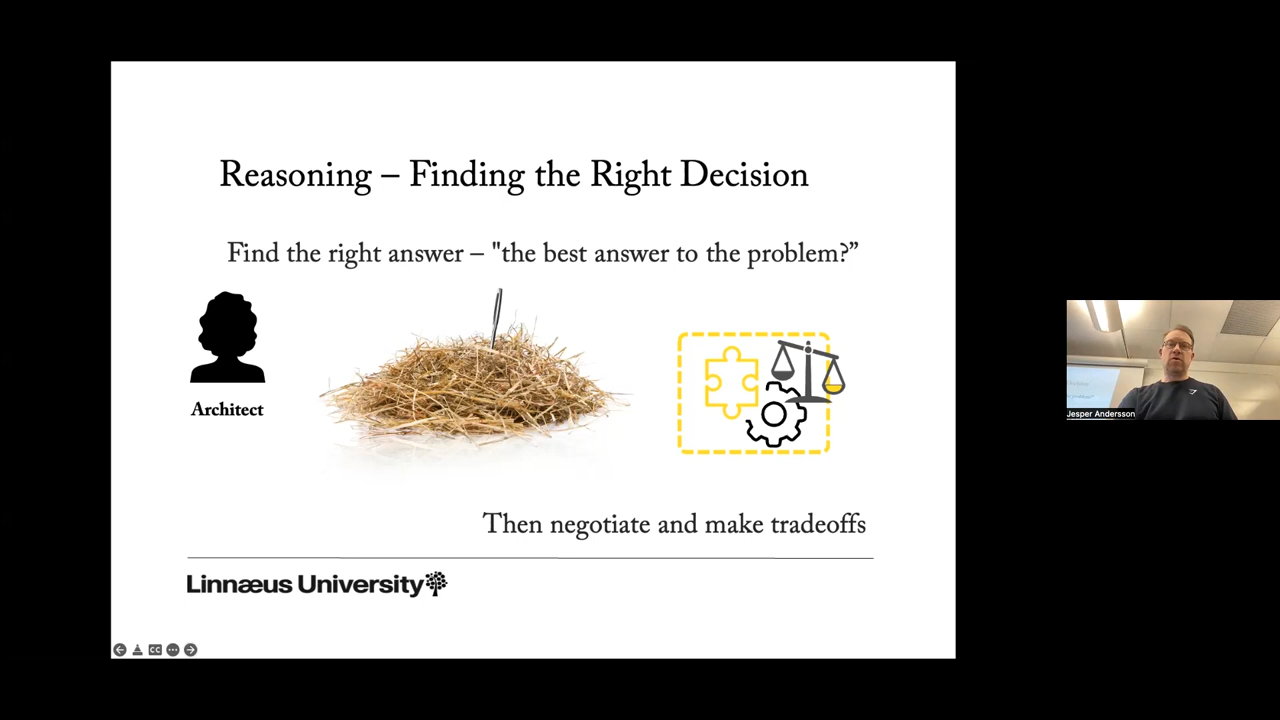 Reasoning – Finding the Right Decision
Find the right answer – "the best answer to the problem?”
Architect
Then negotiate and make tradeoffs
Linnæus University
CC
Jesper Andersson